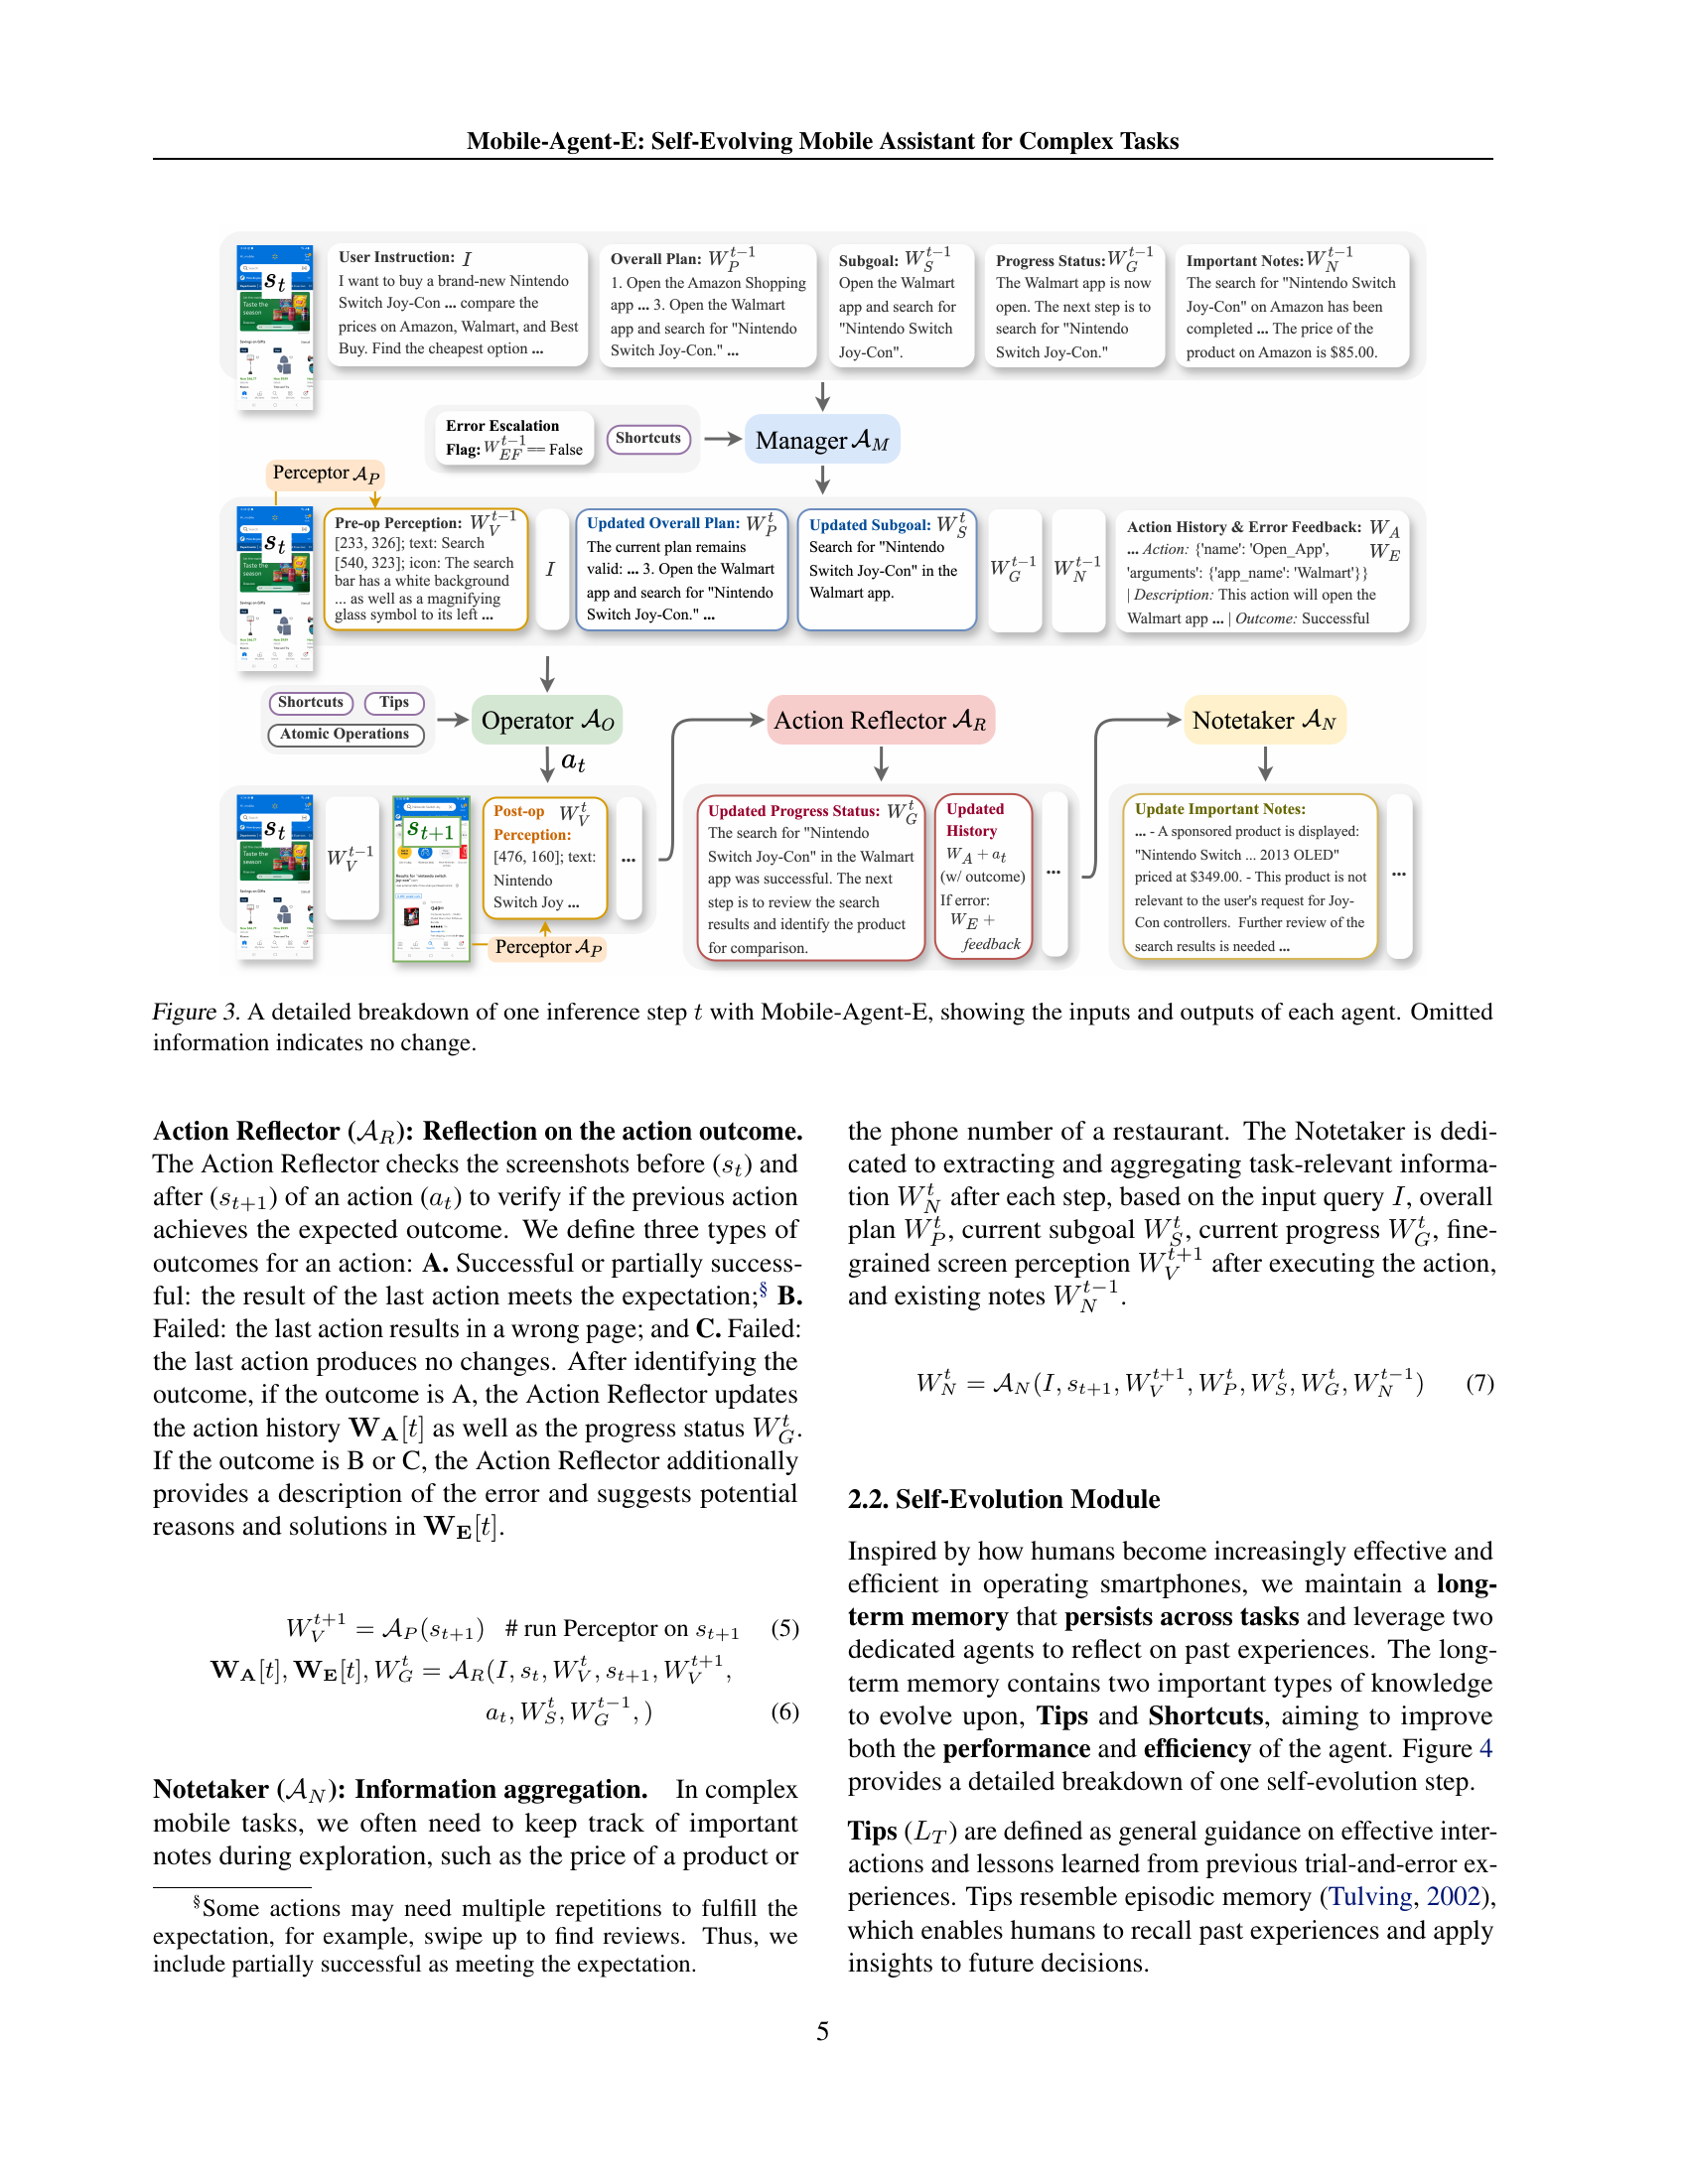 Mobile-Agent-E: Self-Evolving Mobile Assistant for Complex Tasks
s_t
User Instruction: I
I want to buy a brand-new Nintendo
Switch Joy-Con ... compare the
prices on Amazon, Walmart, and Best
Buy. Find the cheapest option ...
Overall Plan: W_P^{t-1}
1. Open the Amazon Shopping
app ... 3. Open the Walmart
app and search for "Nintendo
Switch Joy-Con." ...
Subgoal: W_S^{t-1}
Open the Walmart
app and search for
"Nintendo Switch
Joy-Con".
Progress Status: W_G^{t-1}
The Walmart app is now
open. The next step is to
search for "Nintendo
Switch Joy-Con."
Important Notes: W_N^{t-1}
The search for "Nintendo Switch
Joy-Con" on Amazon has been
completed ... The price of the
product on Amazon is $85.00.
Error Escalation
Flag: W_{EF}^{t-1} == False
Shortcuts
Manager A_M
Perceptor A_P
s_t
Pre-op Perception: W_V^{t-1}
[233, 326]; text: Search
[540, 323]; icon: The search
bar has a white background
... as well as a magnifying
glass symbol to its left ...
I
Updated Overall Plan: W_P^t
The current plan remains
valid: ... 3. Open the Walmart
app and search for "Nintendo
Switch Joy-Con." ...
Updated Subgoal: W_S^t
Search for "Nintendo
Switch Joy-Con" in the
Walmart app.
W_G^{t-1}
W_N^{t-1}
Action History & Error Feedback: W_A
... Action: {'name': 'Open_App', W_E
'arguments': {'app_name': 'Walmart'}}
| Description: This action will open the
Walmart app ... | Outcome: Successful
Shortcuts
Tips
Atomic Operations
Operator A_O
a_t
Action Reflector A_R
Notetaker A_N
s_t
W_V^{t-1}
s_{t+1}
Post-op W_V^t
Perception:
[476, 160]; text:
Nintendo
Switch Joy ...
...
Perceptor A_P
Updated Progress Status: W_G^t
The search for "Nintendo
Switch Joy-Con" in the Walmart
app was successful. The next
step is to review the search
results and identify the product
for comparison.
Updated
History
W_A + a_t
(w/ outcome)
If error:
W_E +
feedback
...
Update Important Notes:
... - A sponsored product is displayed:
"Nintendo Switch ... 2013 OLED"
priced at $349.00. - This product is not
relevant to the user's request for Joy-
Con controllers. Further review of the
search results is needed ...
...
Figure 3. A detailed breakdown of one inference step t with Mobile-Agent-E, showing the inputs and outputs of each agent. Omitted
information indicates no change.
Action Reflector (A_R): Reflection on the action outcome.
The Action Reflector checks the screenshots before (s_t) and
after (s_{t+1}) of an action (a_t) to verify if the previous action
achieves the expected outcome. We define three types of
outcomes for an action: A. Successful or partially success-
ful: the result of the last action meets the expectation;§ B.
Failed: the last action results in a wrong page; and C. Failed:
the last action produces no changes. After identifying the
outcome, if the outcome is A, the Action Reflector updates
the action history W_A[t] as well as the progress status W_G^t.
If the outcome is B or C, the Action Reflector additionally
provides a description of the error and suggests potential
reasons and solutions in W_E[t].
W_V^{t+1} = A_P(s_{t+1}) # run Perceptor on s_{t+1} (5)
W_A[t], W_E[t], W_G^t = A_R(I, s_t, W_V^t, s_{t+1}, W_V^{t+1},
a_t, W_S^t, W_G^{t-1}, ) (6)
Notetaker (A_N): Information aggregation. In complex
mobile tasks, we often need to keep track of important
notes during exploration, such as the price of a product or
§Some actions may need multiple repetitions to fulfill the
expectation, for example, swipe up to find reviews. Thus, we
include partially successful as meeting the expectation.
the phone number of a restaurant. The Notetaker is dedi-
cated to extracting and aggregating task-relevant informa-
tion W_N^t after each step, based on the input query I, overall
plan W_P^t, current subgoal W_S^t, current progress W_G^t, fine-
grained screen perception W_V^{t+1} after executing the action,
and existing notes W_N^{t-1}.
W_N^t = A_N(I, s_{t+1}, W_V^{t+1}, W_P^t, W_S^t, W_G^t, W_N^{t-1}) (7)
2.2. Self-Evolution Module
Inspired by how humans become increasingly effective and
efficient in operating smartphones, we maintain a long-
term memory that persists across tasks and leverage two
dedicated agents to reflect on past experiences. The long-
term memory contains two important types of knowledge
to evolve upon, Tips and Shortcuts, aiming to improve
both the performance and efficiency of the agent. Figure 4
provides a detailed breakdown of one self-evolution step.
Tips (L_T) are defined as general guidance on effective inter-
actions and lessons learned from previous trial-and-error ex-
periences. Tips resemble episodic memory (Tulving, 2002),
which enables humans to recall past experiences and apply
insights to future decisions.
5